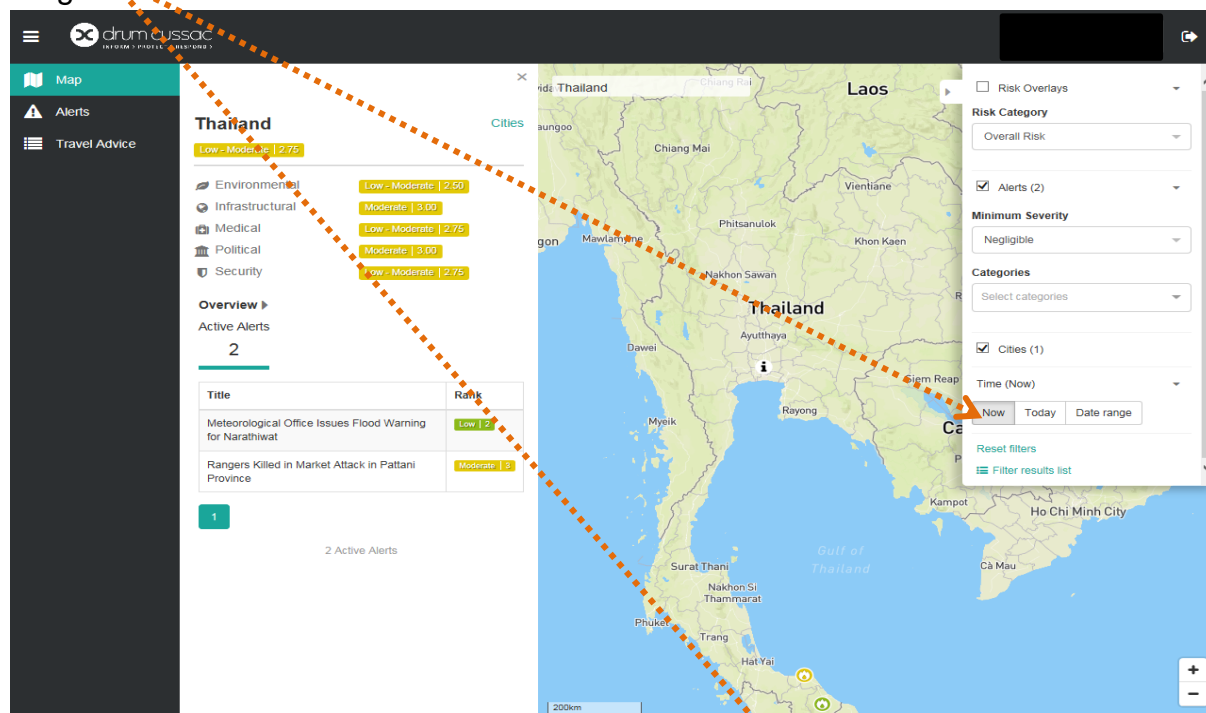 drum cussac
INFORM > PROTECT > RESPOND >
Map
Alerts
Travel Advice
×
Thailand
Cities
Low - Moderate | 2.75
Environmental
Low - Moderate | 2.50
Infrastructural
Moderate | 3.00
Medical
Low - Moderate | 2.75
Political
Moderate | 3.00
Security
Low - Moderate | 2.75
Overview
Active Alerts
2
Title
Rank
Meteorological Office Issues Flood Warning
for Narathiwat
Low | 2
Rangers Killed in Market Attack in Pattani
Province
Moderate | 3
1
2 Active Alerts
Thailand
Chiang Rai
Laos
aungoo
Chiang Mai
Vientiane
Phitsanulok
gon
Mawlamyine
Khon Kaen
Nakhon Sawan
Thailand
Ayutthaya
Dawei
Siem Reap
Rayong
Myeik
Ca
Kampot
Ho Chi Minh City
Gulf of
Thailand
Surat Thani
Cà Mau
Nakhon Si
Thammarat
Phuket
Trang
Hat Yai
200km
Risk Overlays
Risk Category
Overall Risk
Alerts (2)
Minimum Severity
Negligible
Categories
Select categories
Cities (1)
Time (Now)
Now
Today
Date range
Reset filters
Filter results list
+
−